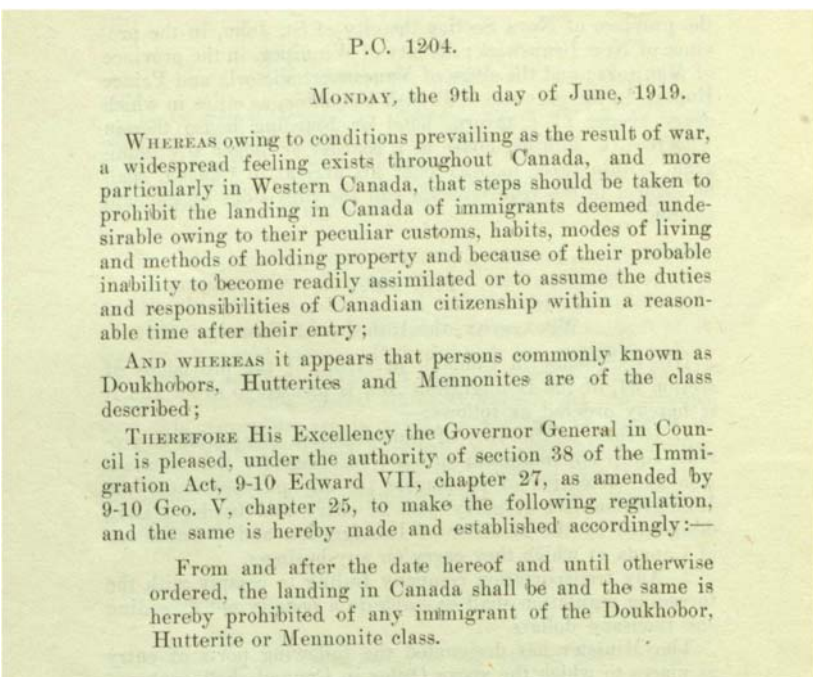 P.C. 1204.
MONDAY, the 9th day of June, 1919.
WHEREAS owing to conditions prevailing as the result of war,
a widespread feeling exists throughout Canada, and more
particularly in Western Canada, that steps should be taken to
prohibit the landing in Canada of immigrants deemed unde-
sirable owing to their peculiar customs, habits, modes of living
and methods of holding property and because of their probable
inability to become readily assimilated or to assume the duties
and responsibilities of Canadian citizenship within a reason-
able time after their entry;
AND WHEREAS it appears that persons commonly known as
Doukhobors, Hutterites and Mennonites are of the class
described;
THEREFORE His Excellency the Governor General in Coun-
cil is pleased, under the authority of section 38 of the Immi-
gration Act, 9-10 Edward VII, chapter 27, as amended by
9-10 Geo. V, chapter 25, to make the following regulation,
and the same is hereby made and established accordingly:—
From and after the date hereof and until otherwise
ordered, the landing in Canada shall be and the same is
hereby prohibited of any immigrant of the Doukhobor,
Hutterite or Mennonite class.